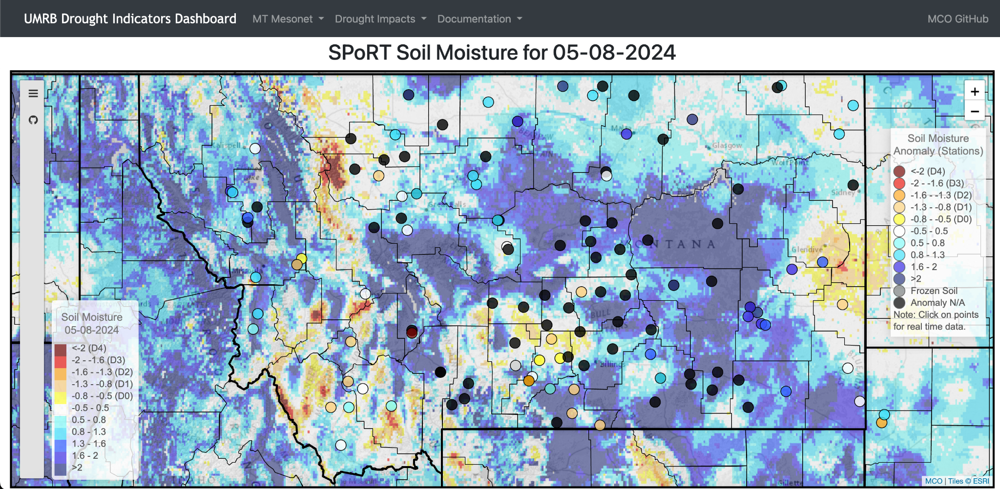 UMRB Drought Indicators Dashboard MT Mesonet Drought Impacts Documentation MCO GitHub
SPoRT Soil Moisture for 05-08-2024
+
−
Kalispell
Lake
Missoula
Great Falls
Malta
Glasgow
Wolf Point
Fort Peck
Sidney
Glendive
MONTANA
BULL
Billings
IDAHO
Gillette
Soil Moisture
Anomaly (Stations)
<-2 (D4)
-2 - -1.6 (D3)
-1.6 - -1.3 (D2)
-1.3 - -0.8 (D1)
-0.8 - -0.5 (D0)
-0.5 - 0.5
0.5 - 0.8
0.8 - 1.3
1.6 - 2
>2
Frozen Soil
Anomaly N/A
Note: Click on points
for real time data.
Soil Moisture
05-08-2024
<-2 (D4)
-2 - -1.6 (D3)
-1.6 - -1.3 (D2)
-1.3 - -0.8 (D1)
-0.8 - -0.5 (D0)
-0.5 - 0.5
0.5 - 0.8
0.8 - 1.3
1.3 - 1.6
1.6 - 2
>2
MCO | Tiles © ESRI